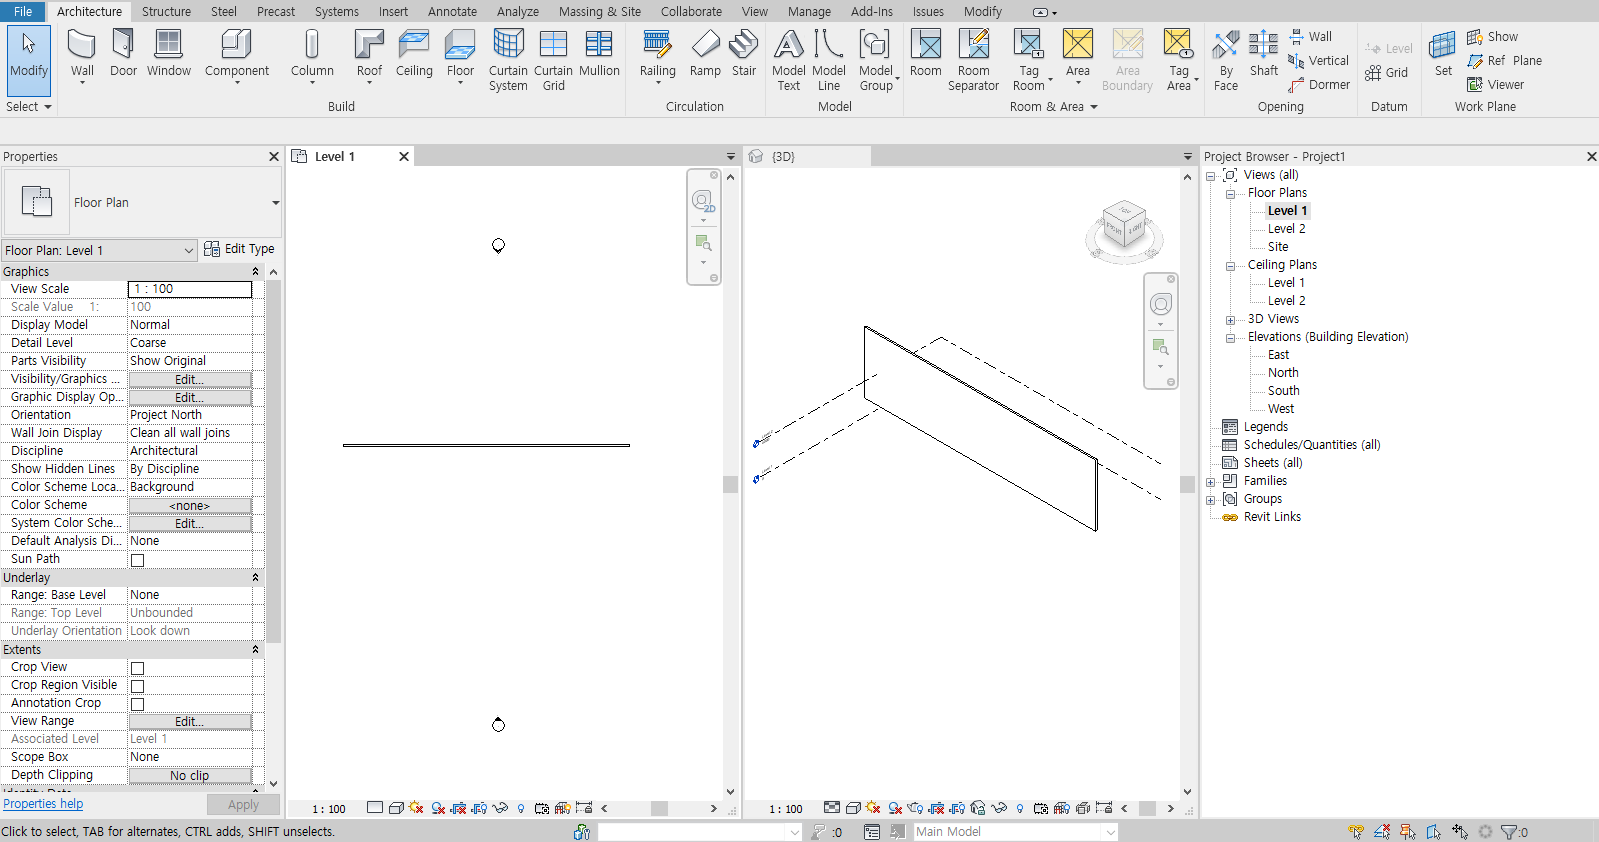 File Architecture Structure Steel Precast Systems Insert Annotate Analyze Massing & Site Collaborate View Manage Add-Ins Issues Modify
Modify Wall Door Window Component Column Roof Ceiling Floor Curtain System Curtain Grid Mullion Railing Ramp Stair Model Text Model Line Model Group Room Room Separator Tag Room Area Area Boundary Tag Area By Face Shaft Wall Vertical Dormer Level Grid Set Show Ref Plane Viewer
Select Build Circulation Model Room & Area Opening Datum Work Plane
Properties
Floor Plan
Floor Plan: Level 1 Edit Type
Graphics
View Scale 1 : 100
Scale Value 1: 100
Display Model Normal
Detail Level Coarse
Parts Visibility Show Original
Visibility/Graphics ... Edit...
Graphic Display Op... Edit...
Orientation Project North
Wall Join Display Clean all wall joins
Discipline Architectural
Show Hidden Lines By Discipline
Color Scheme Loca... Background
Color Scheme <none>
System Color Sche... Edit...
Default Analysis Di... None
Sun Path
Underlay
Range: Base Level None
Range: Top Level Unbounded
Underlay Orientation Look down
Extents
Crop View
Crop Region Visible
Annotation Crop
View Range Edit...
Associated Level Level 1
Scope Box None
Depth Clipping No clip
Identity Data
Properties help Apply
Level 1
2D
1 : 100
{3D}
TOP
FRONT RIGHT
1 : 100
Project Browser - Project1
Views (all)
Floor Plans
Level 1
Level 2
Site
Ceiling Plans
Level 1
Level 2
3D Views
Elevations (Building Elevation)
East
North
South
West
Legends
Schedules/Quantities (all)
Sheets (all)
Families
Groups
Revit Links
Click to select, TAB for alternates, CTRL adds, SHIFT unselects. :0 Main Model :0